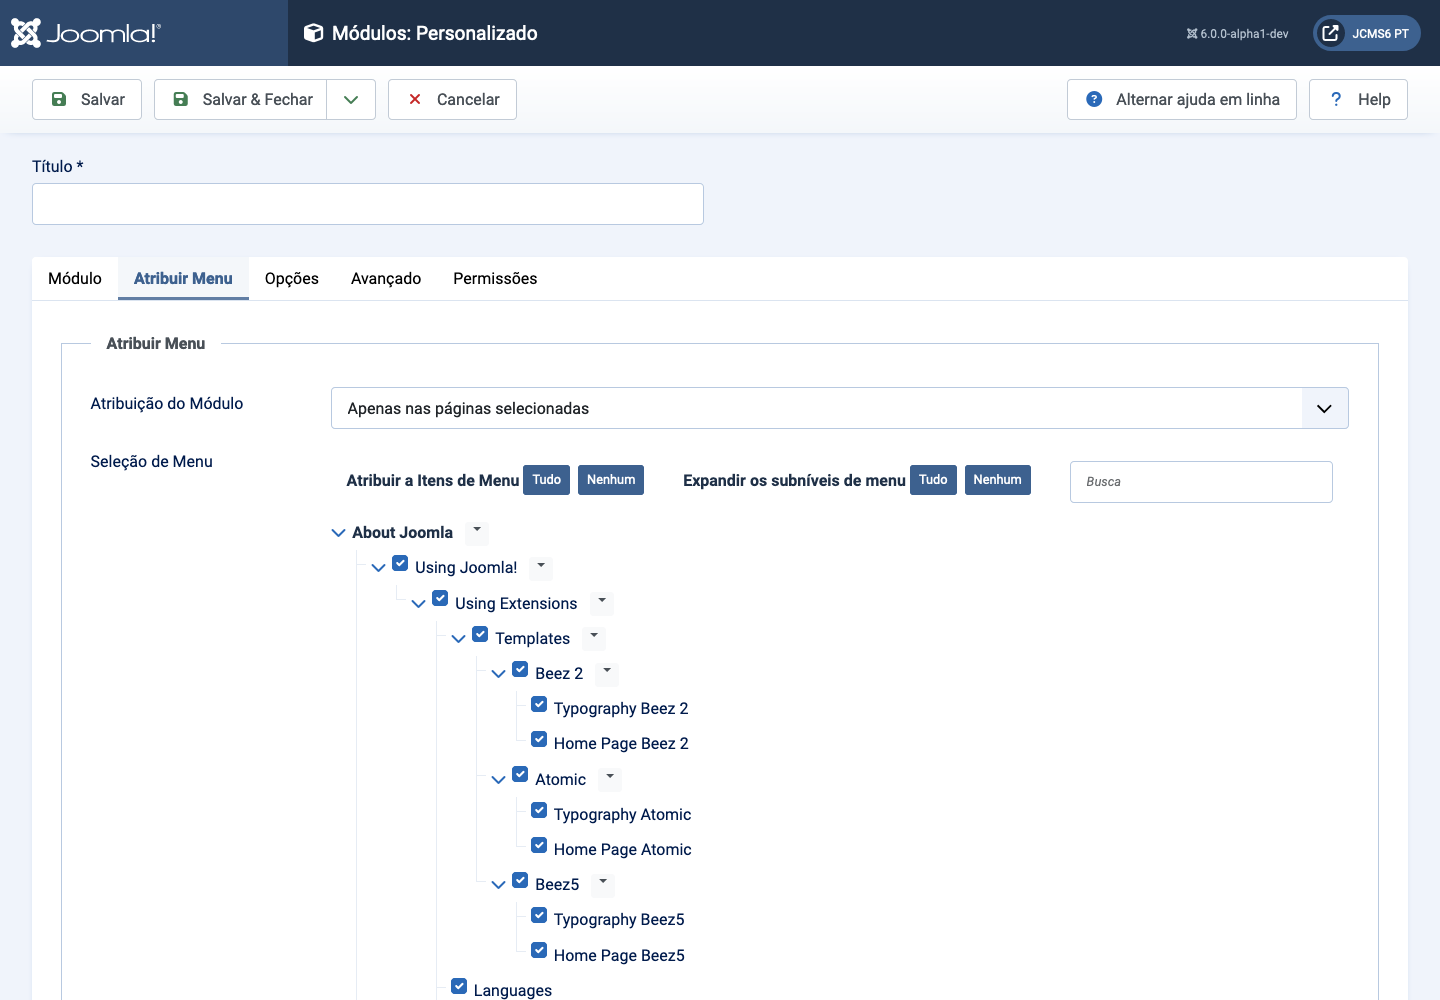 Joomla!® Módulos: Personalizado 6.0.0-alpha1-dev JCMS6 PT
Salvar Salvar & Fechar Cancelar Alternar ajuda em linha ? Help
Título *
Módulo Atribuir Menu Opções Avançado Permissões
Atribuir Menu
Atribuição do Módulo Apenas nas páginas selecionadas
Seleção de Menu
Atribuir a Itens de Menu Tudo Nenhum Expandir os subníveis de menu Tudo Nenhum Busca
About Joomla
Using Joomla!
Using Extensions
Templates
Beez 2
Typography Beez 2
Home Page Beez 2
Atomic
Typography Atomic
Home Page Atomic
Beez5
Typography Beez5
Home Page Beez5
Languages